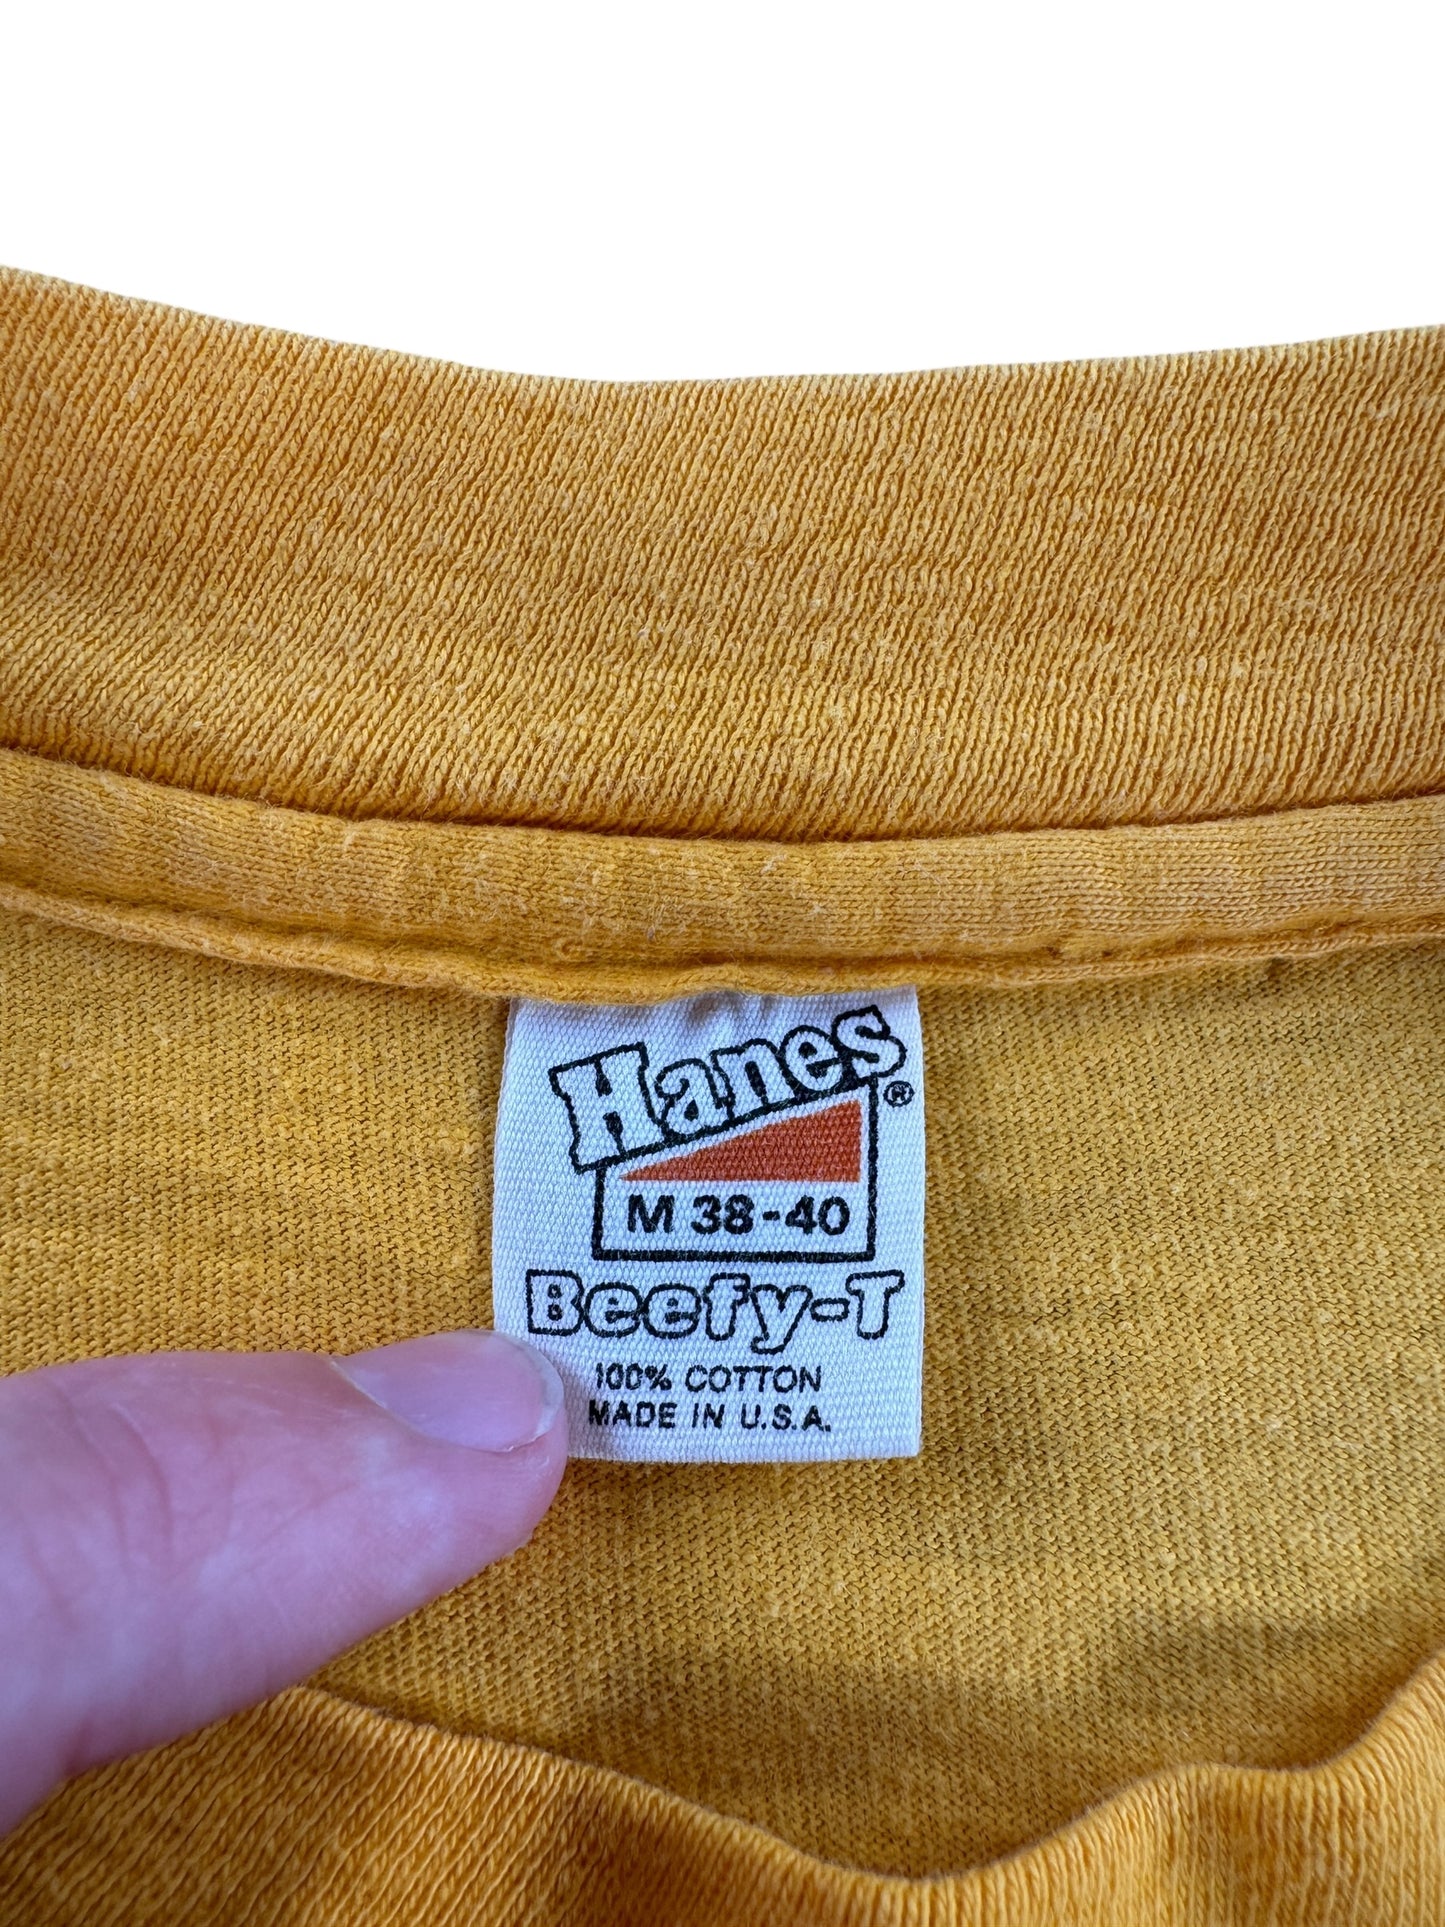 Hanes®
M 38-40
Beefy-T
100% COTTON
MADE IN U.S.A.